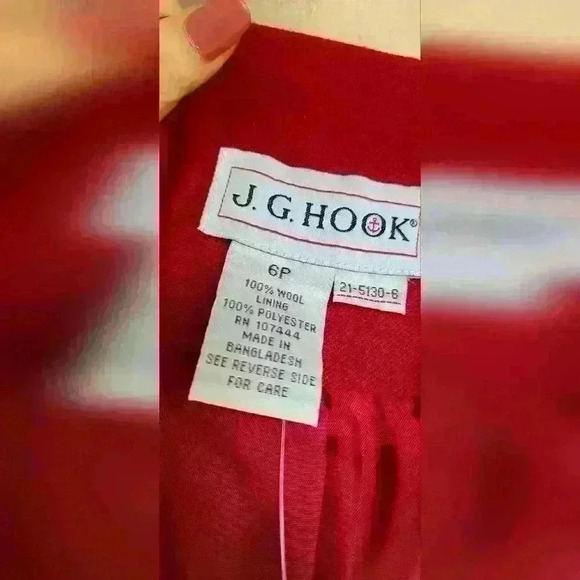 J. G. HOOK®
6P
100% WOOL
LINING
100% POLYESTER
RN 107444
MADE IN
BANGLADESH
SEE REVERSE SIDE
FOR CARE
21-5130-6